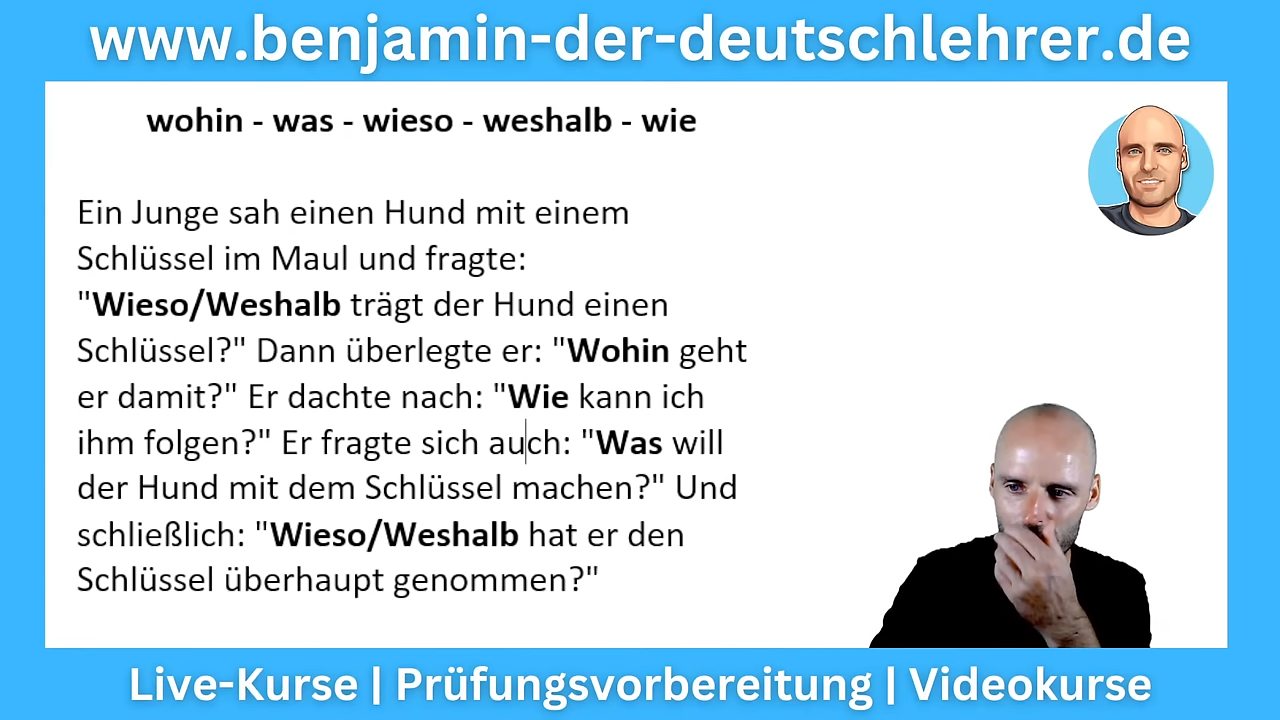 www.benjamin-der-deutschlehrer.de
wohin - was - wieso - weshalb - wie
Ein Junge sah einen Hund mit einem
Schlüssel im Maul und fragte:
"Wieso/Weshalb trägt der Hund einen
Schlüssel?" Dann überlegte er: "Wohin geht
er damit?" Er dachte nach: "Wie kann ich
ihm folgen?" Er fragte sich auch: "Was will
der Hund mit dem Schlüssel machen?" Und
schließlich: "Wieso/Weshalb hat er den
Schlüssel überhaupt genommen?"
Live-Kurse | Prüfungsvorbereitung | Videokurse